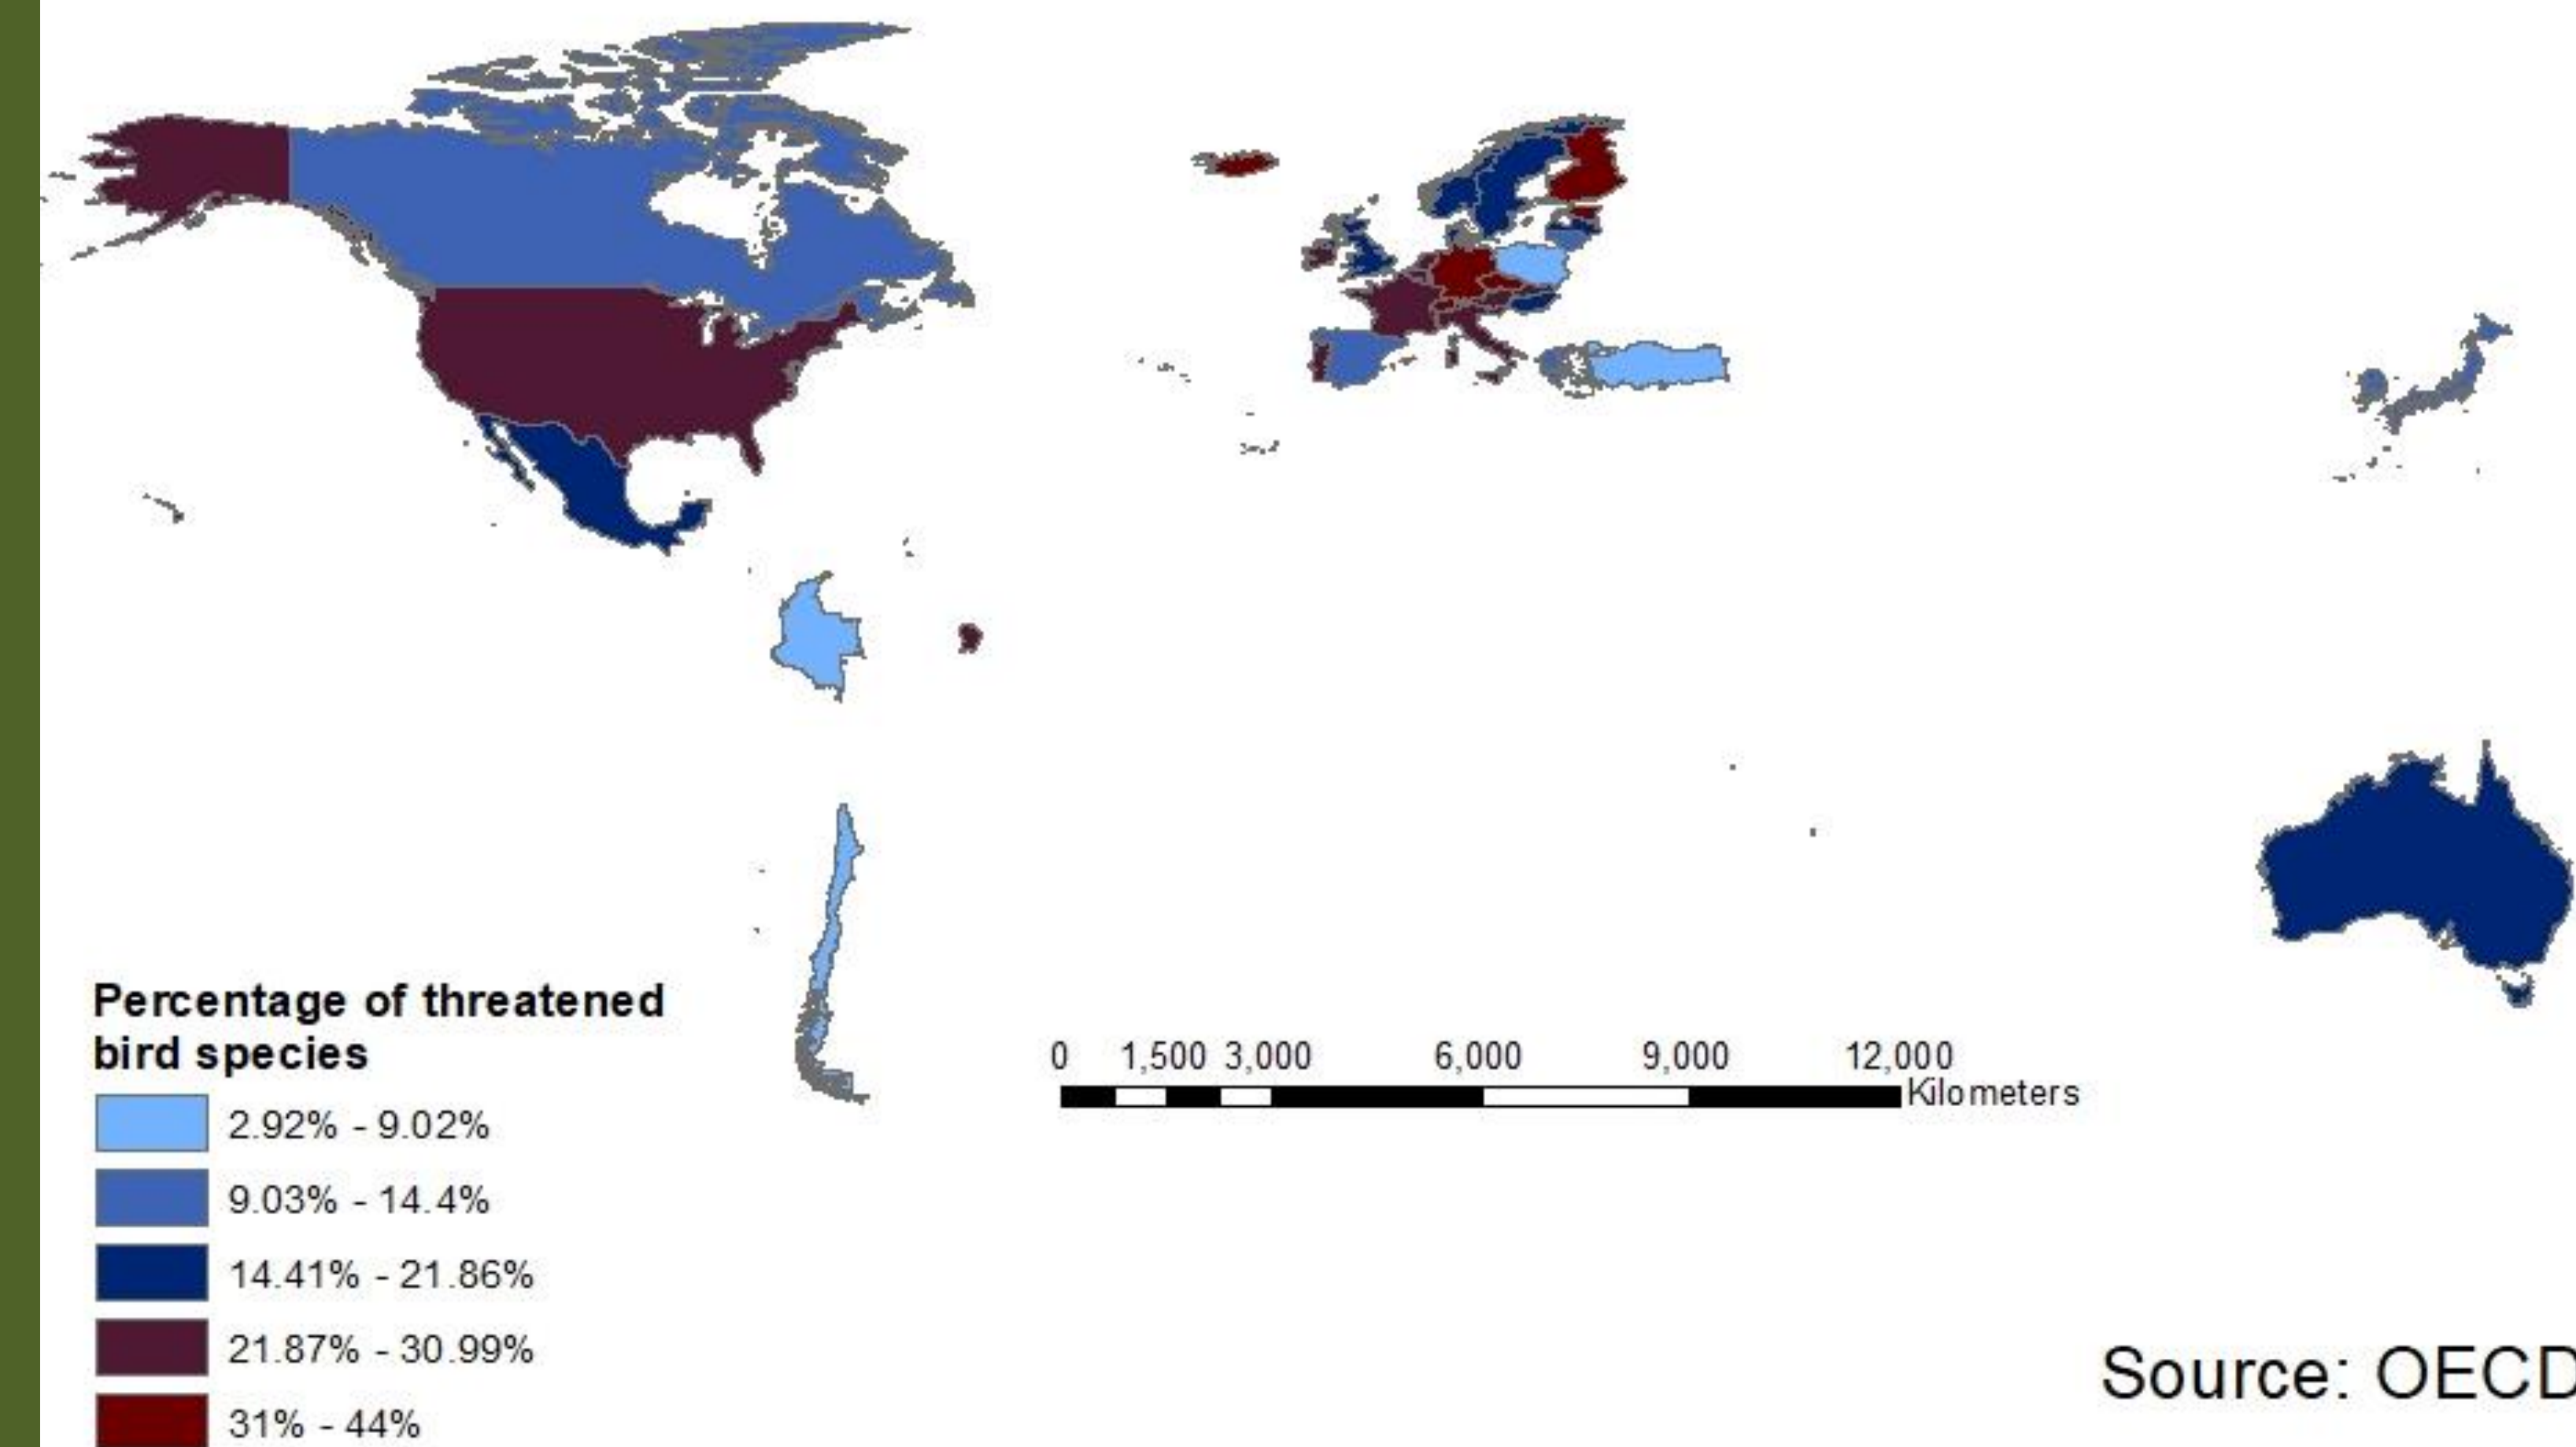 Percentage of threatened
bird species
2.92% - 9.02%
9.03% - 14.4%
14.41% - 21.86%
21.87% - 30.99%
31% - 44%
0 1,500 3,000 6,000 9,000 12,000
Kilometers
Source: OECD